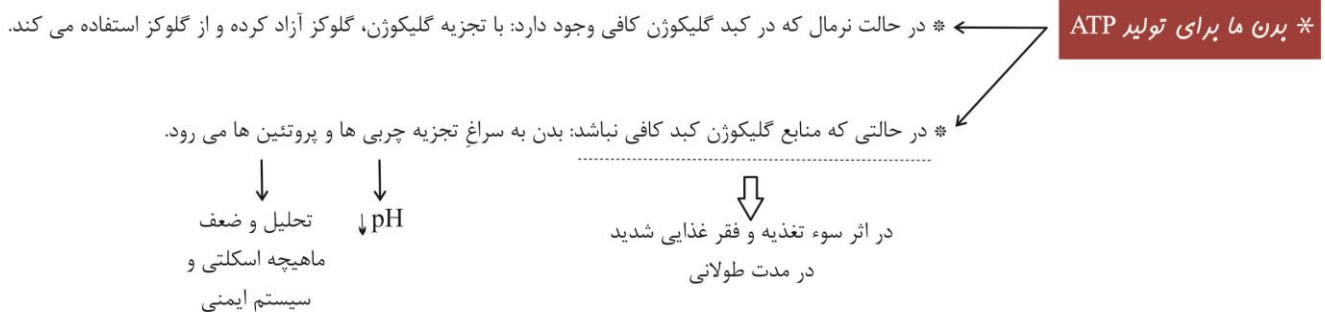 * بدن ما برای تولید ATP
* در حالت نرمال که در کبد گلیکوژن کافی وجود دارد: با تجزیه گلیکوژن، گلوکز آزاد کرده و از گلوکز استفاده می کند.
* در حالتی که منابع گلیکوژن کبد کافی نباشد: بدن به سراغِ تجزیه چربی ها و پروتئین ها می رود.
↓pH
تحلیل و ضعف
ماهیچه اسکلتی و
سیستم ایمنی
در اثر سوء تغذیه و فقر غذایی شدید
در مدت طولانی